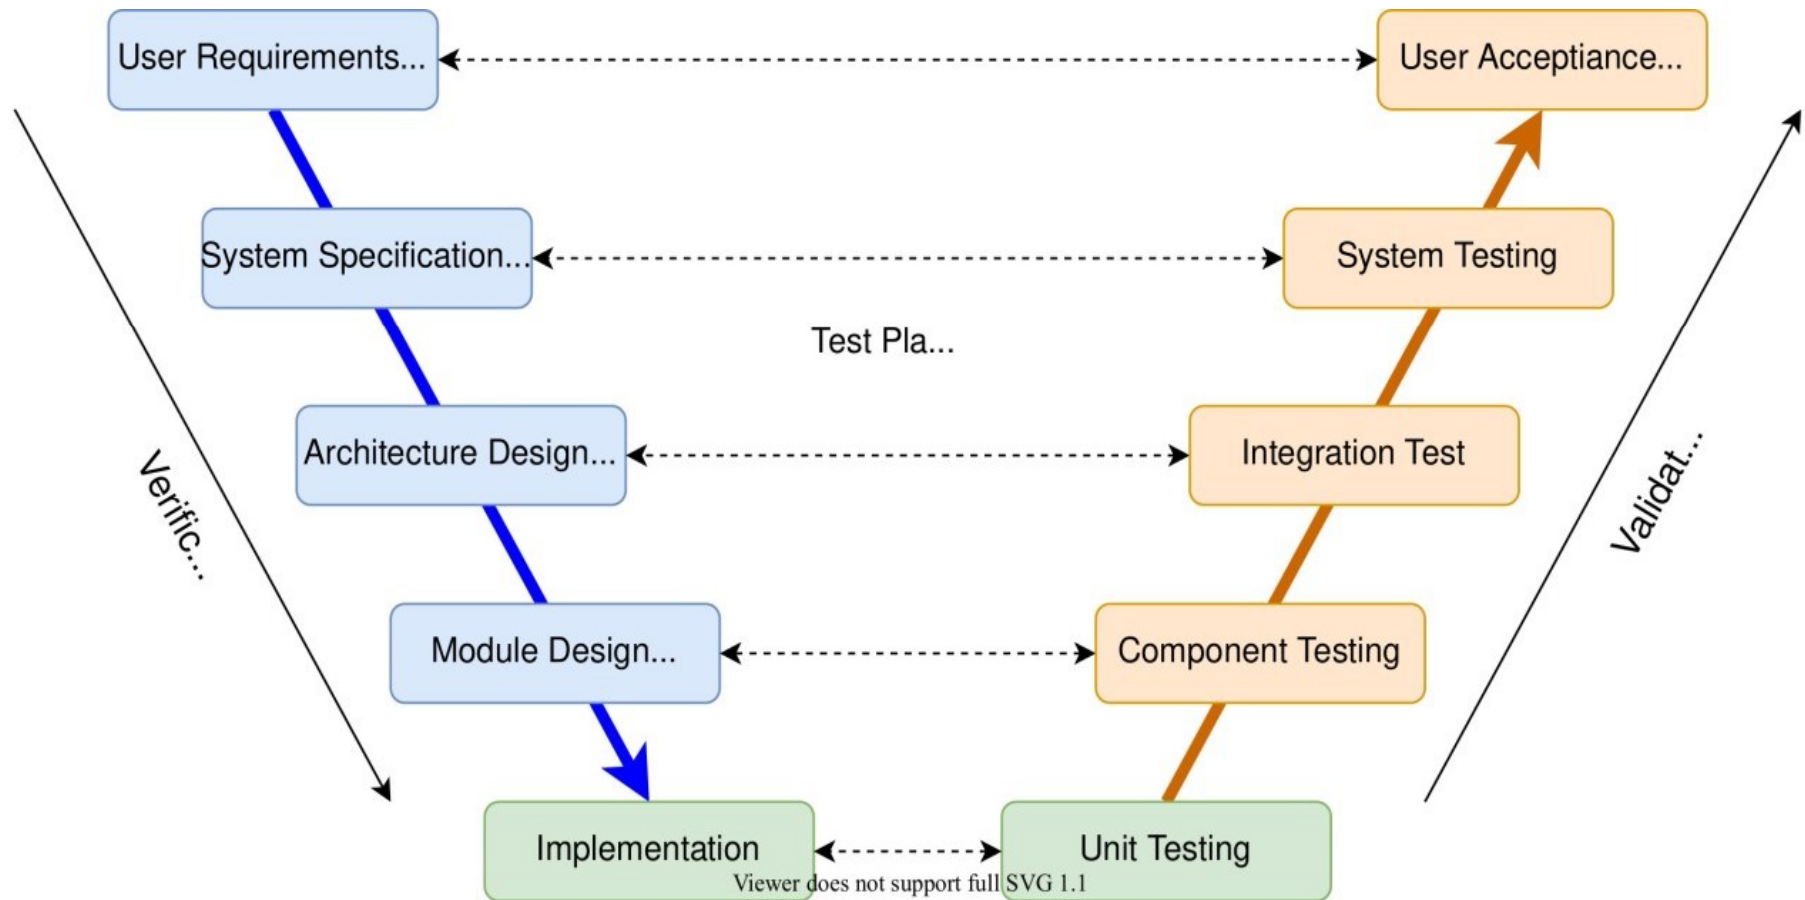 User Requirements...
User Acceptiance...
System Specification...
System Testing
Test Pla...
Architecture Design...
Integration Test
Verific...
Validat...
Module Design...
Component Testing
Implementation
Unit Testing
Viewer does not support full SVG 1.1